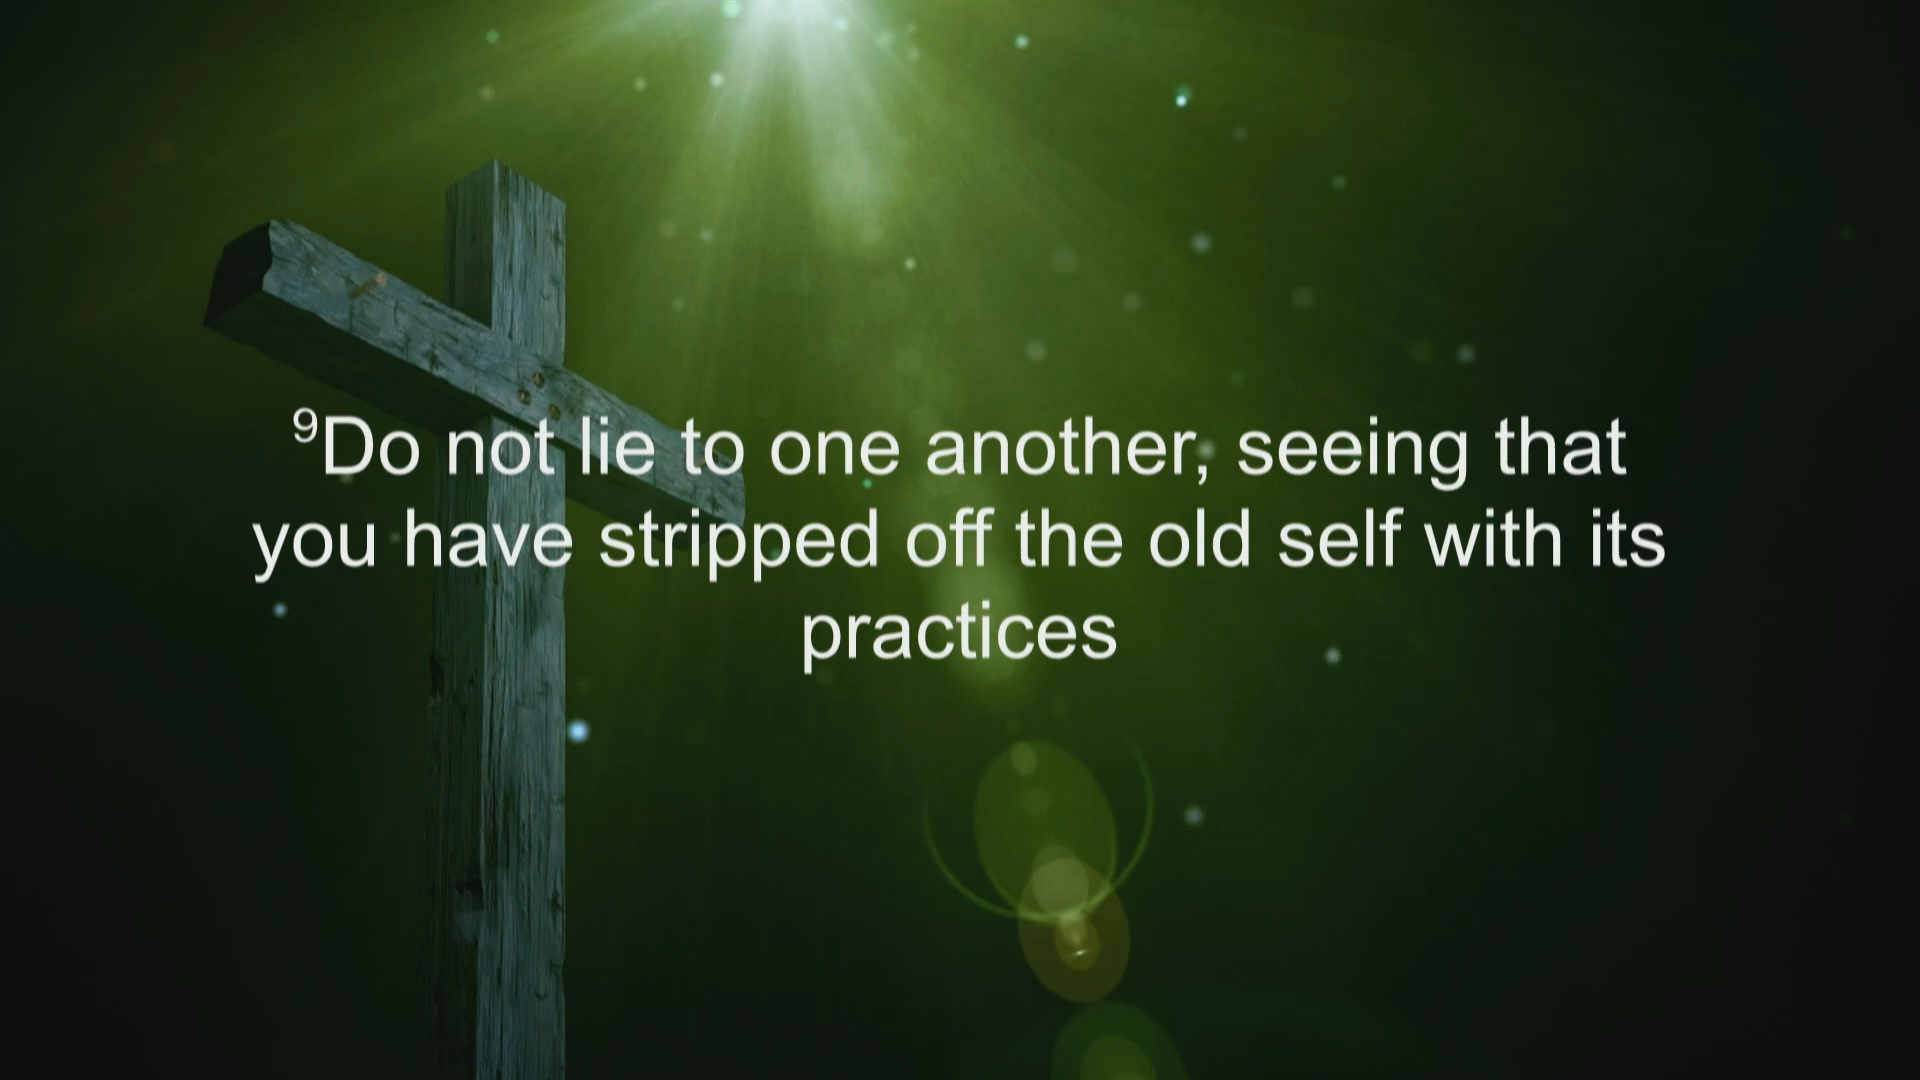 ⁹Do not lie to one another, seeing that
you have stripped off the old self with its
practices